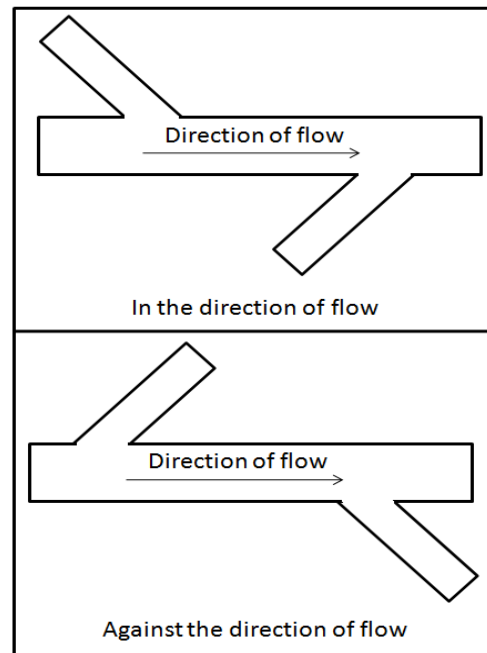 Direction of flow
In the direction of flow
Direction of flow
Against the direction of flow